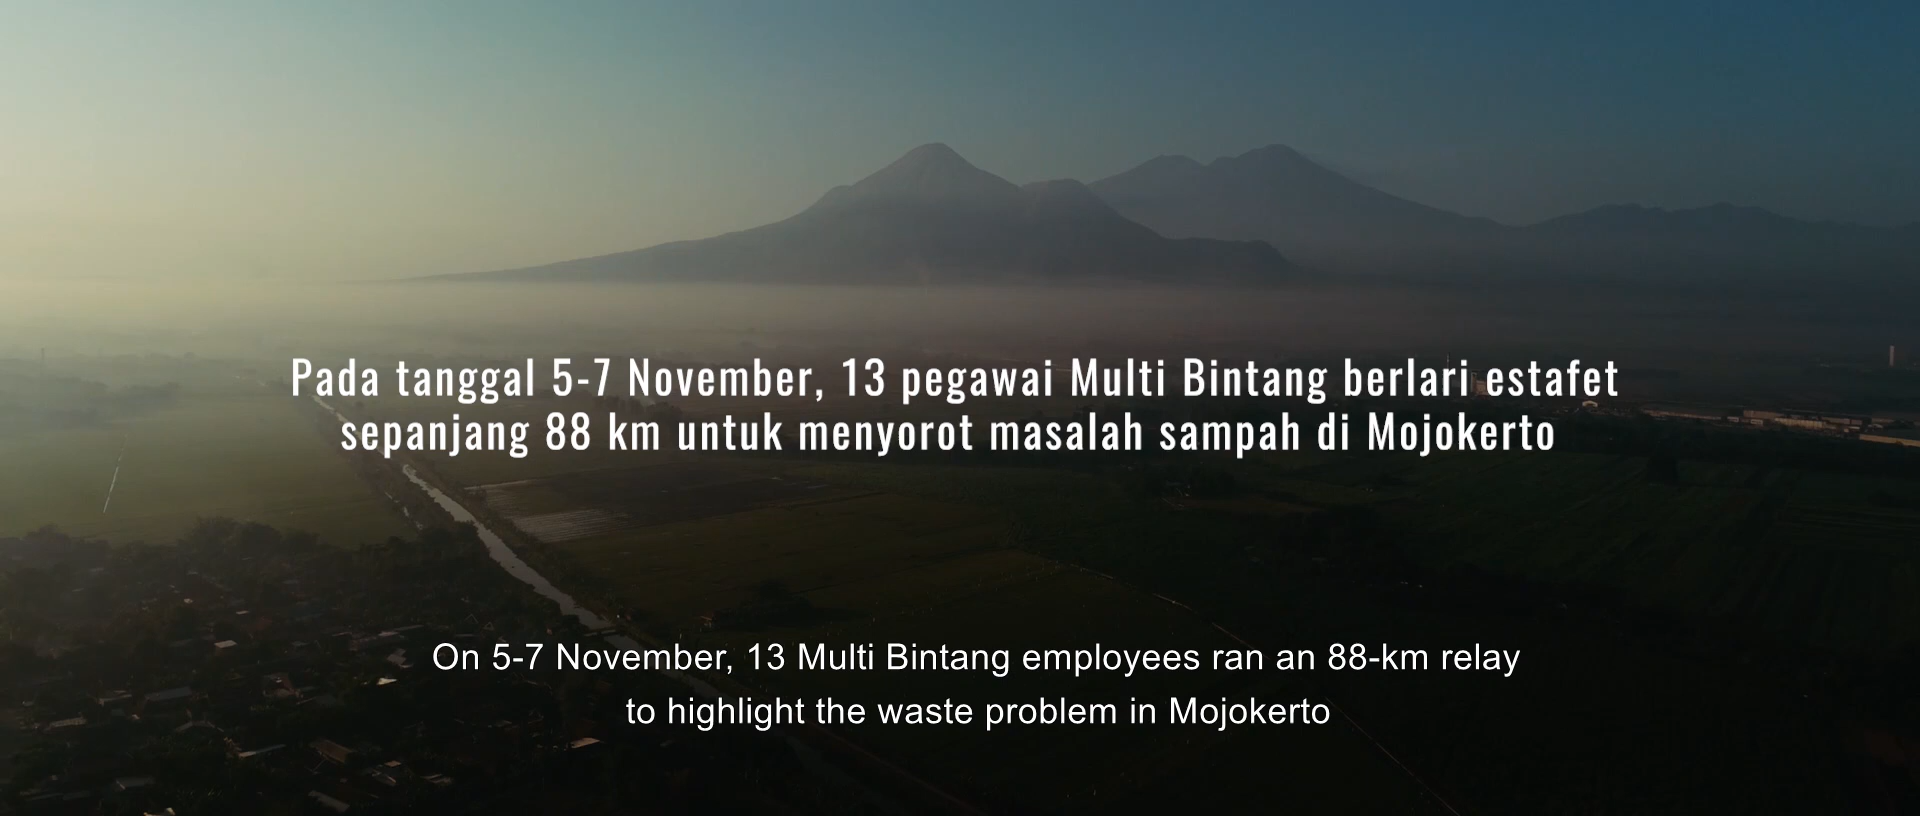 Pada tanggal 5-7 November, 13 pegawai Multi Bintang berlari estafet
sepanjang 88 km untuk menyorot masalah sampah di Mojokerto
On 5-7 November, 13 Multi Bintang employees ran an 88-km relay
to highlight the waste problem in Mojokerto